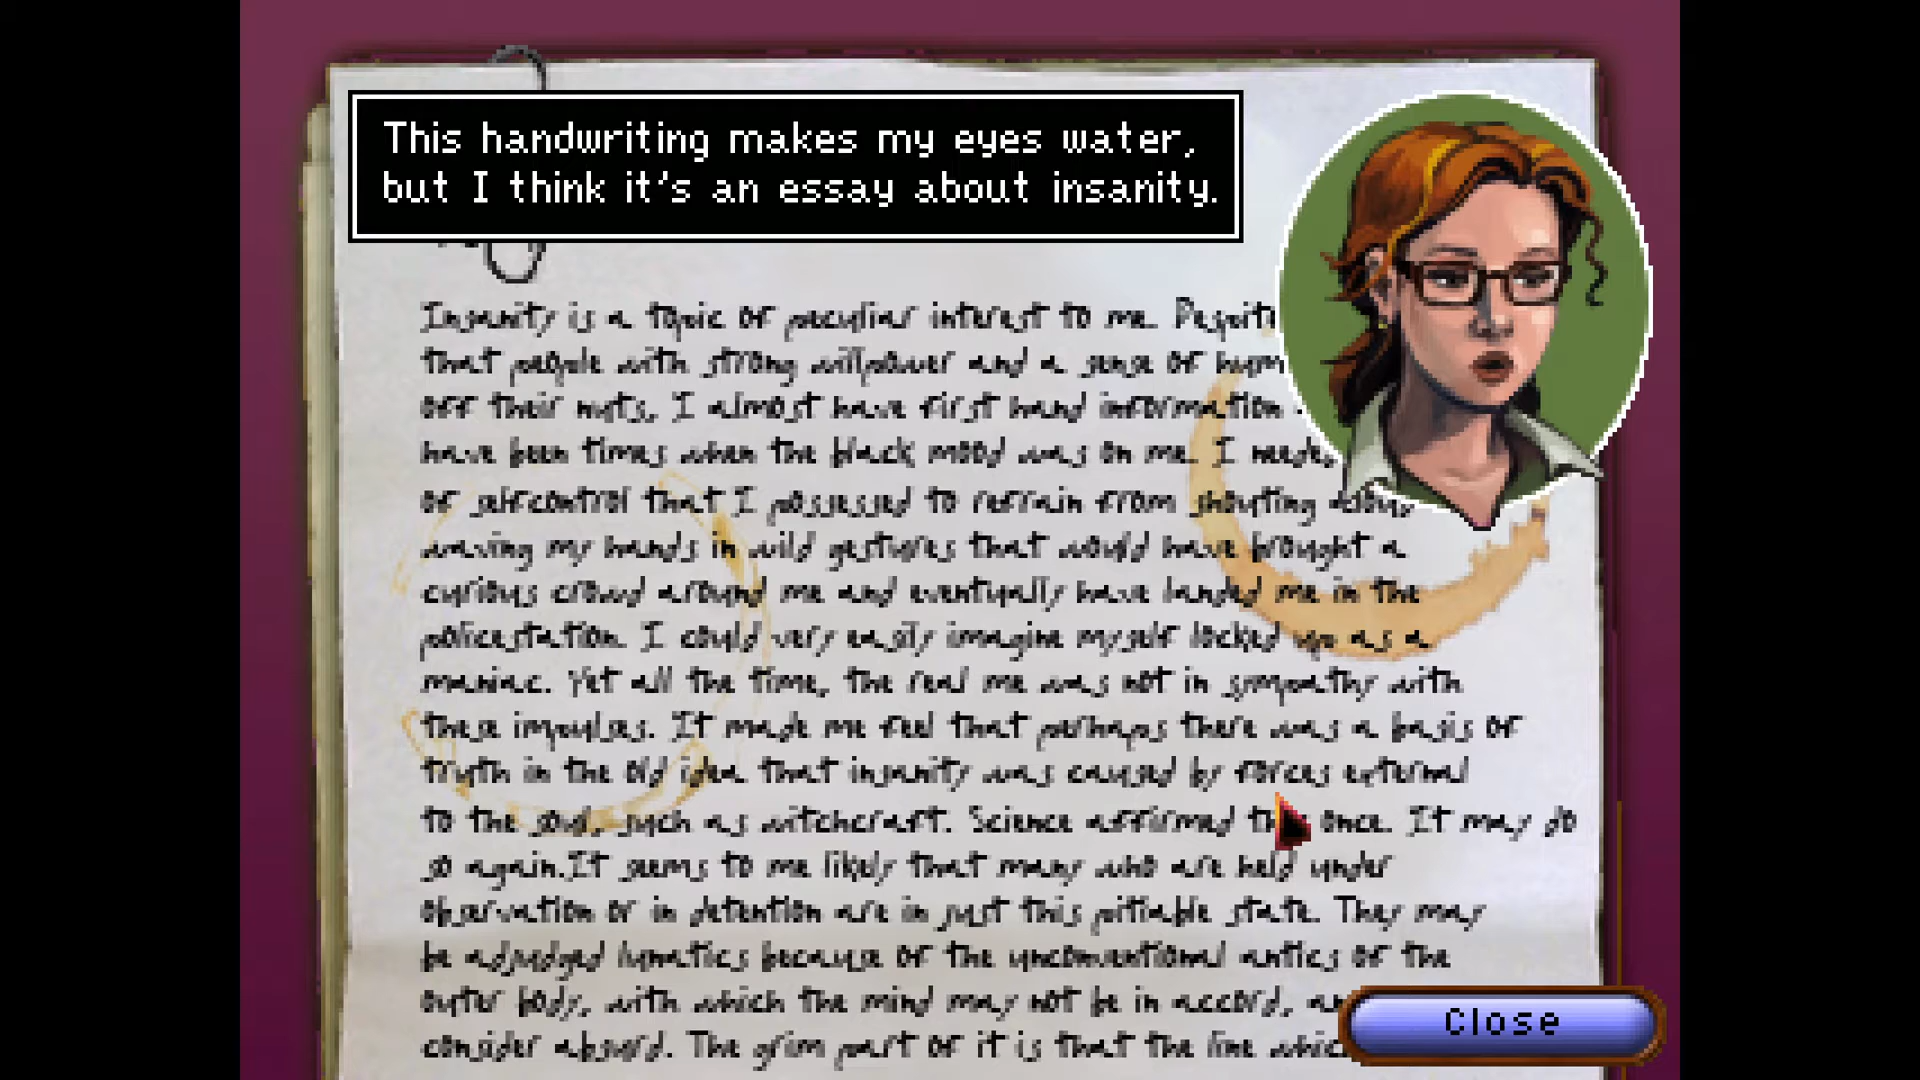 This handwriting makes my eyes water,
but I think it's an essay about insanity.
Insanity is a topic of peculiar interest to me. Despite
that people with strong willpower and a sense of hum
off their nuts, I almost have first hand information
have been times when the black mood was on me. I needed
of selfcontrol that I possessed to refrain from shouting aloud
waving my hands in wild gestures that would have brought a
curious crowd around me and eventually have landed me in the
policestation. I could very easily imagine myself locked up as a
maniac. Yet all the time, the real me was not in sympathy with
these impulses. It made me feel that perhaps there was a basis of
truth in the old idea that insanity was caused by forces external
to the soul, such as witchcraft. Science affirmed this once. It may do
so again.It seems to me likely that many who are held under
observation or in detention are in just this pitiable state. They may
be adjudged lunatics because of the unconventional antics of the
outer body, with which the mind may not be in accord, an
consider absurd. The grim part of it is that the line which
Close